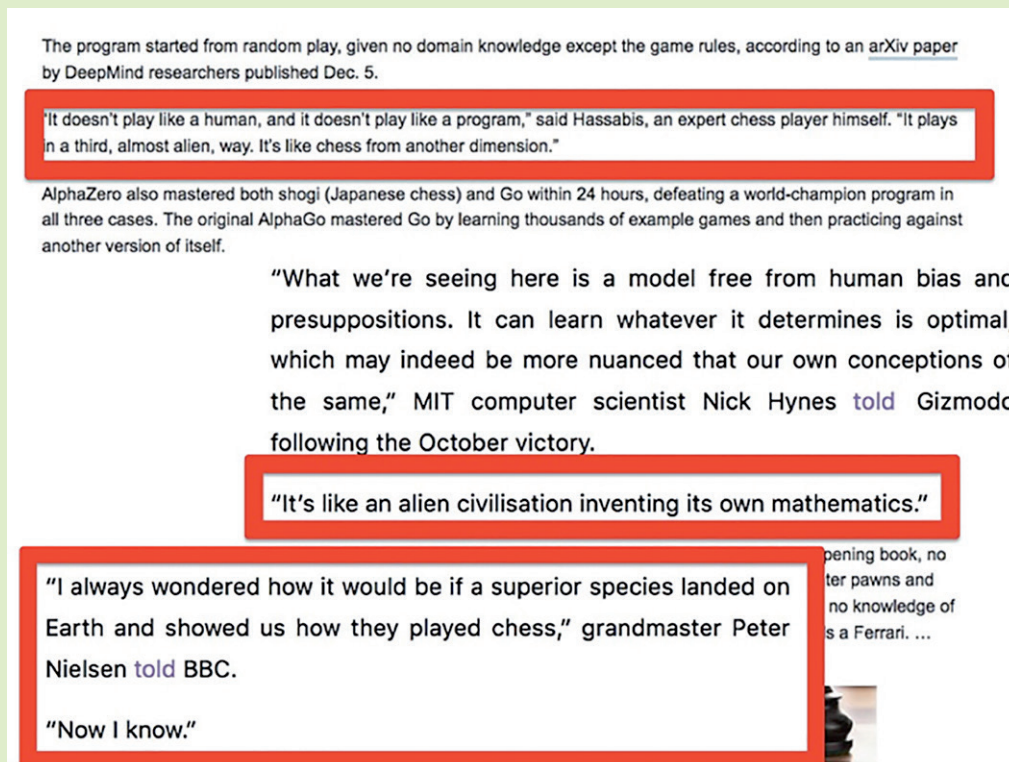 The program started from random play, given no domain knowledge except the game rules, according to an arXiv paper
by DeepMind researchers published Dec. 5.
"It doesn't play like a human, and it doesn't play like a program," said Hassabis, an expert chess player himself. "It plays
in a third, almost alien, way. It's like chess from another dimension."
AlphaZero also mastered both shogi (Japanese chess) and Go within 24 hours, defeating a world-champion program in
all three cases. The original AlphaGo mastered Go by learning thousands of example games and then practicing against
another version of itself.
“What we're seeing here is a model free from human bias and
presuppositions. It can learn whatever it determines is optimal,
which may indeed be more nuanced that our own conceptions of
the same,” MIT computer scientist Nick Hynes told Gizmodo
following the October victory.
“It's like an alien civilisation inventing its own mathematics.”
pening book, no
ter pawns and
no knowledge of
s a Ferrari. ...
“I always wondered how it would be if a superior species landed on
Earth and showed us how they played chess,” grandmaster Peter
Nielsen told BBC.
“Now I know.”